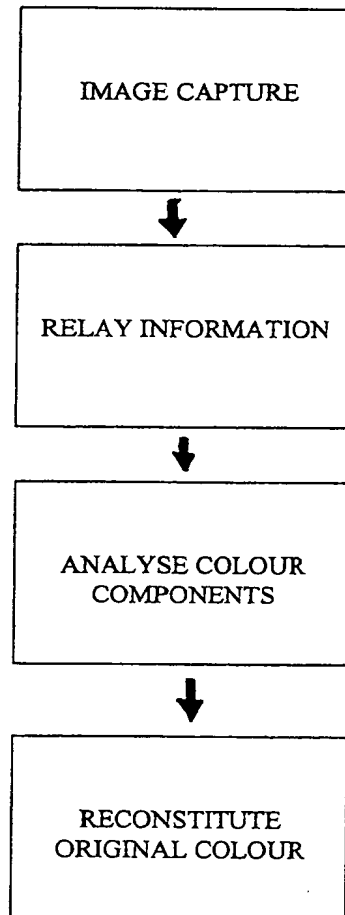 IMAGE CAPTURE
RELAY INFORMATION
ANALYSE COLOUR
COMPONENTS
RECONSTITUTE
ORIGINAL COLOUR